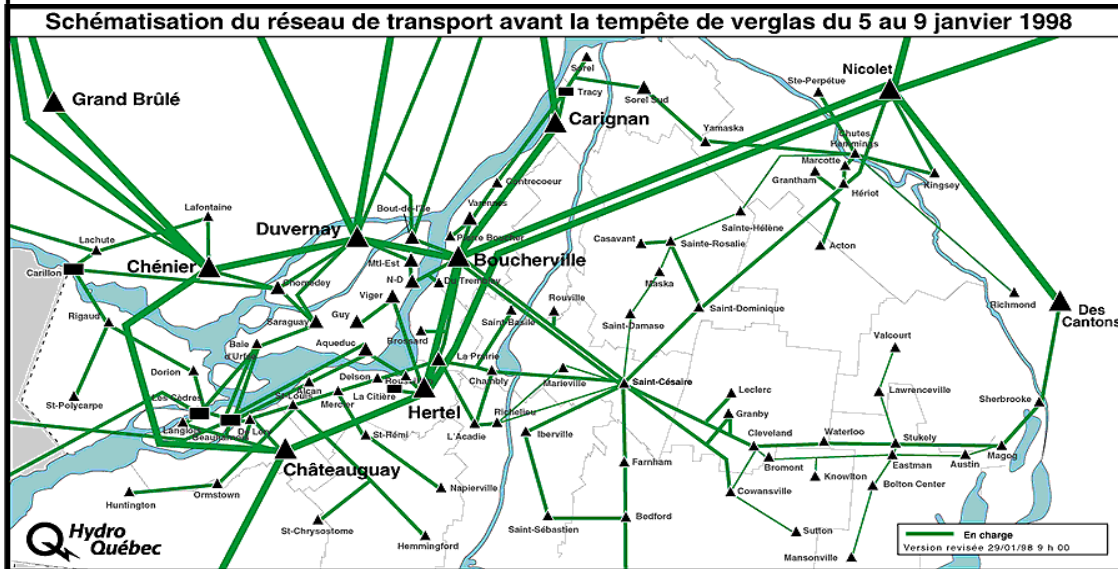 Schématisation du réseau de transport avant la tempête de verglas du 5 au 9 janvier 1998
Nicolet
Sorel
Ste-Perpétue
Grand Brûlé
Tracy
Sorel Sud
Carignan
Yamaska
Chutes
Hemmings
Marcotte
Grantham
Kingsey
Contrecoeur
Hériot
Lafontaine
Bout-de-l'île
Varennes
Sainte-Hélène
Duvernay
Pierre Boucher
Casavant
Sainte-Rosalie
Acton
Lachute
Mtl-Est
Boucherville
Chénier
Carillon
N-D
Du Tremblay
Maska
Chomedey
Viger
Rouville
Richmond
Des
Cantons
Rigaud
Saraguay
Guy
Saint-Basile
Saint-Damase
Saint-Dominique
Valcourt
Baie
d'Urfée
Aqueduc
Brossard
La Prairie
Dorion
Delson
Chambly
Marieville
Saint-Césaire
Leclerc
Lawrenceville
Sherbrooke
St-Polycarpe
Les Cèdres
Alcan
St-Louis
Mercier
La Citière
Hertel
Richelieu
Granby
Langlois
Beauharnois
De Léry
St-Rémi
L'Acadie
Iberville
Cleveland
Waterloo
Stukely
Magog
Châteauguay
Farnham
Bromont
Knowlton
Eastman
Austin
Huntington
Ormstown
Napierville
Cowansville
Bolton Center
St-Chrysostome
Hemmingford
Saint-Sébastien
Bedford
Sutton
Mansonville
Hydro
Québec
En charge
Version revisée 29/01/98 9 h 00